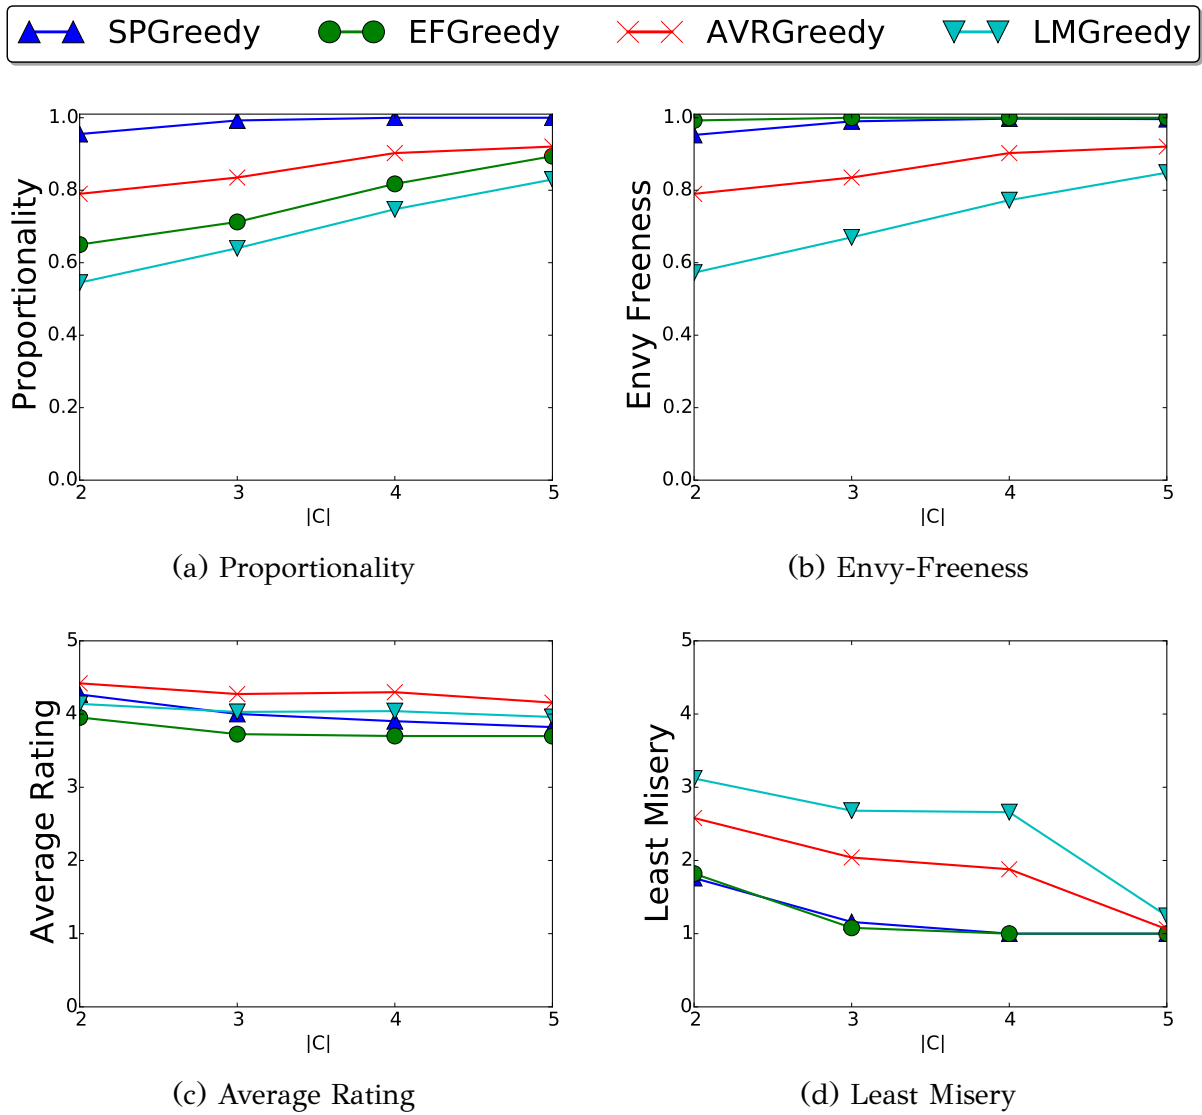 SPGreedy EFGreedy AVRGreedy LMGreedy
Proportionality
1.0
0.8
0.6
0.4
0.2
0.0
2 3 4 5
|C|
(a) Proportionality
Envy Freeness
1.0
0.8
0.6
0.4
0.2
0.0
2 3 4 5
|C|
(b) Envy-Freeness
Average Rating
5
4
3
2
1
0
2 3 4 5
|C|
(c) Average Rating
Least Misery
5
4
3
2
1
0
2 3 4 5
|C|
(d) Least Misery